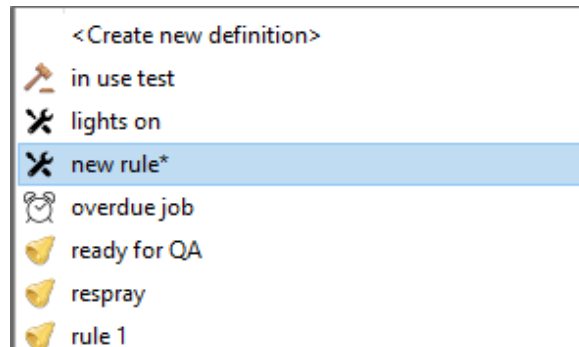 <Create new definition>
in use test
lights on
new rule*
overdue job
ready for QA
respray
rule 1